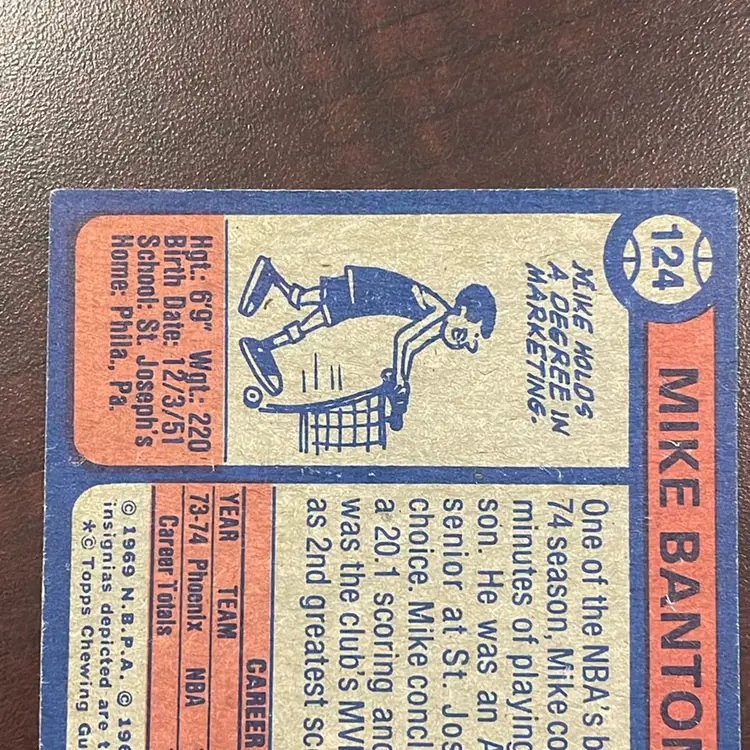 124
MIKE BANTO
MIKE HOLDS
A DEGREE IN
MARKETING.
Hgt.: 6'9" Wgt.: 220
Birth Date: 12/3/51
School: St. Joseph's
Home: Phila., Pa.
One of the NBA's b
74 season, Mike co
minutes of playing
son. He was an A
senior at St. Jos
choice. Mike concl
a 20.1 scoring and
was the club's MV
as 2nd greatest sc
CAREER
YEAR TEAM
73-74 Phoenix NBA
Career Totals
© 1969 N.B.P.A. © 196
insignias depicted are t
*© Topps Chewing Gu